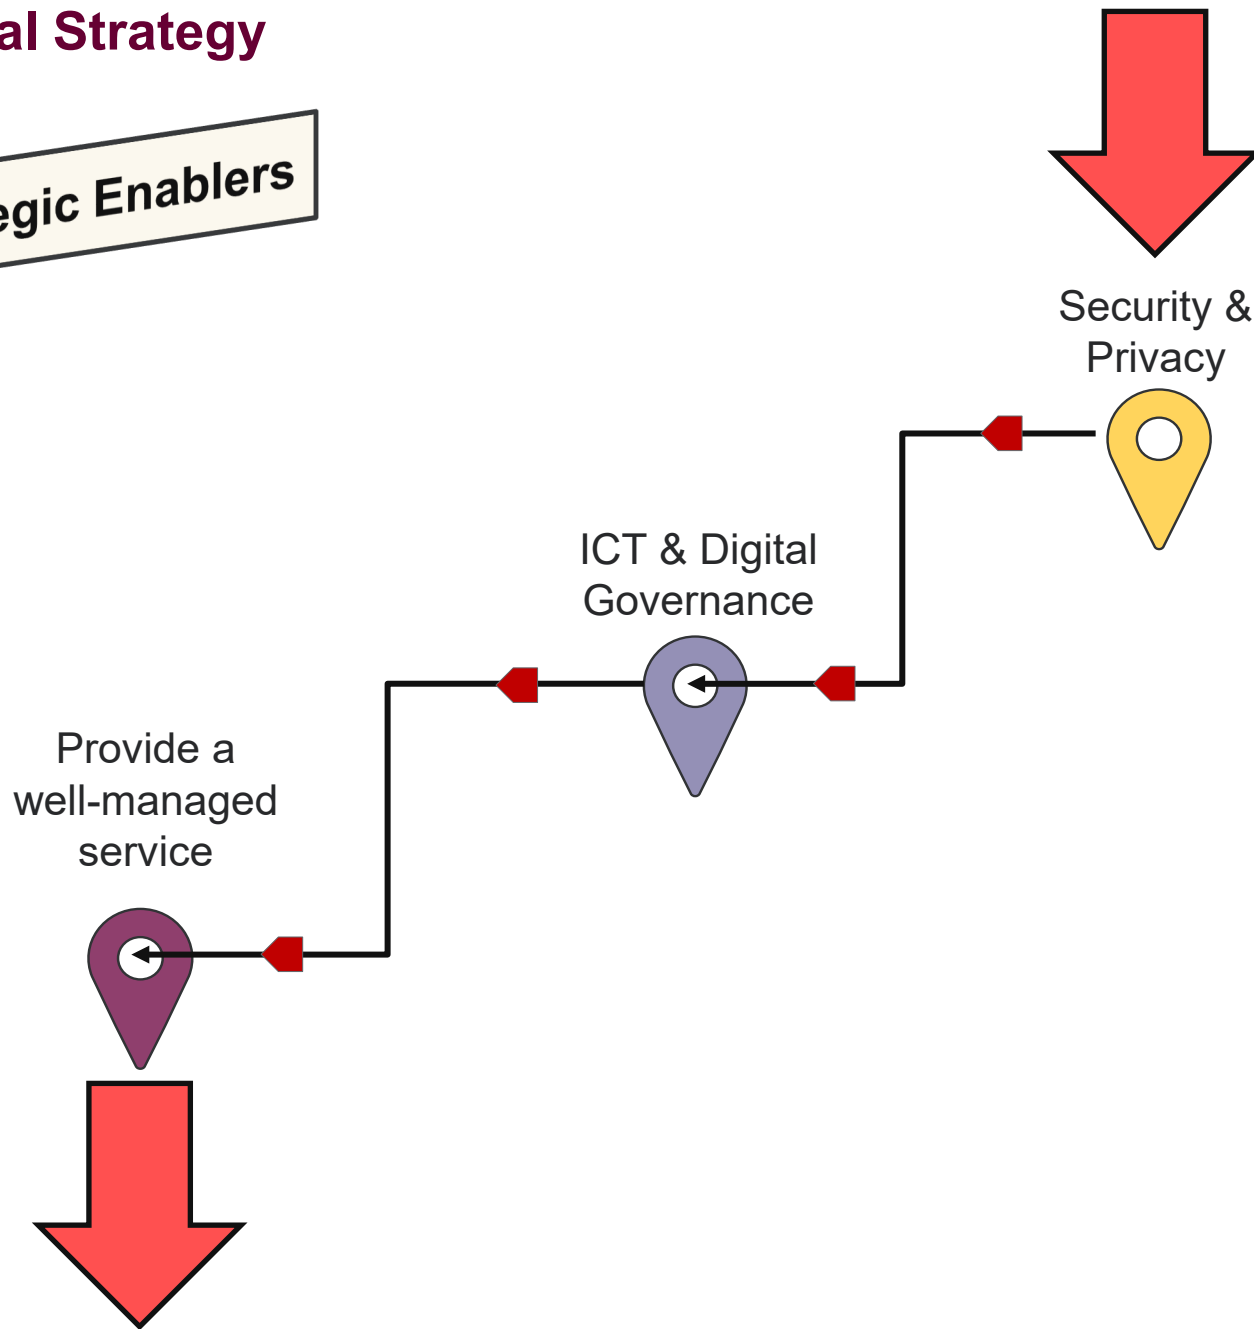 al Strategy
egic Enablers
Security &
Privacy
ICT & Digital
Governance
Provide a
well-managed
service